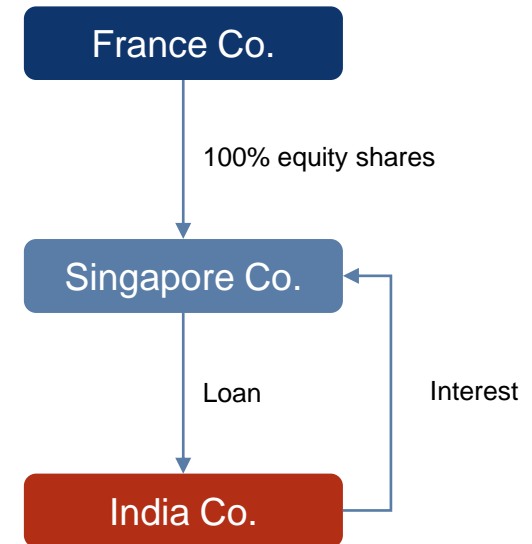 France Co.
100% equity shares
Singapore Co.
Loan
Interest
India Co.